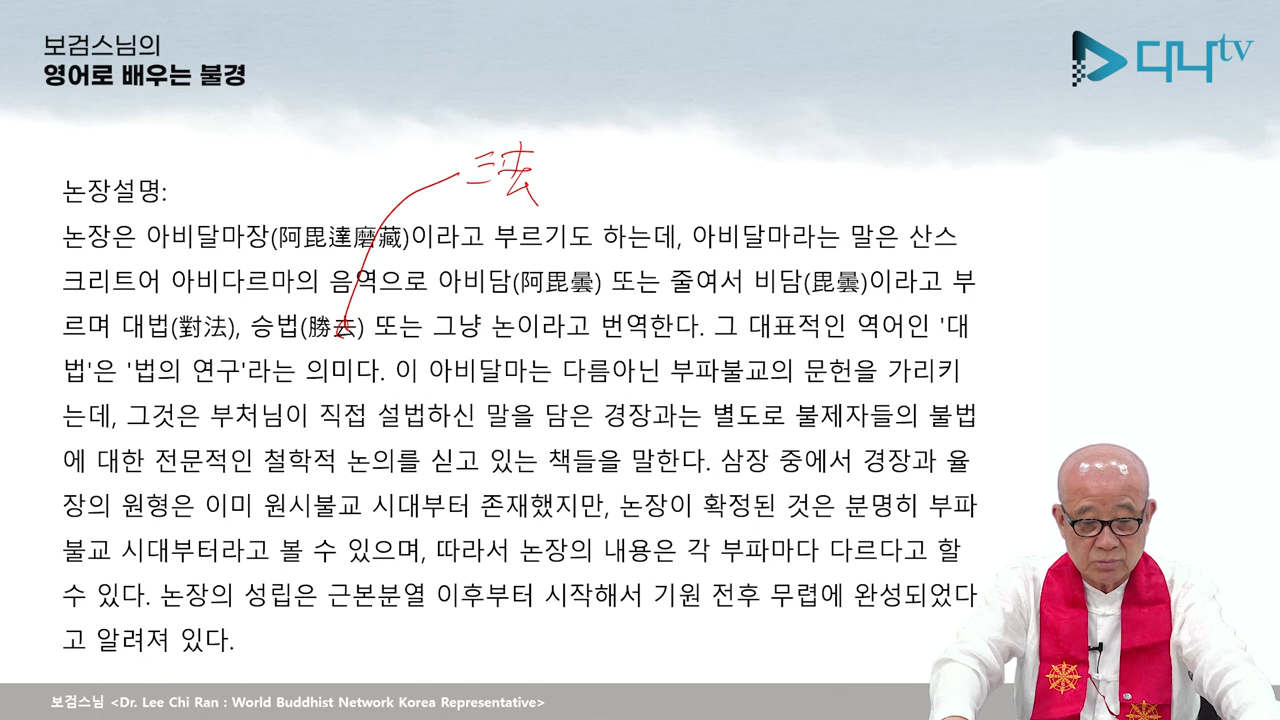 보검스님의
영어로 배우는 불경
다나tv
法
논장설명:
논장은 아비달마장(阿毘達磨藏)이라고 부르기도 하는데, 아비달마라는 말은 산스
크리트어 아비다르마의 음역으로 아비담(阿毘曇) 또는 줄여서 비담(毘曇)이라고 부
르며 대법(對法), 승법(勝去) 또는 그냥 논이라고 번역한다. 그 대표적인 역어인 '대
법'은 '법의 연구'라는 의미다. 이 아비달마는 다름아닌 부파불교의 문헌을 가리키
는데, 그것은 부처님이 직접 설법하신 말을 담은 경장과는 별도로 불제자들의 불법
에 대한 전문적인 철학적 논의를 싣고 있는 책들을 말한다. 삼장 중에서 경장과 율
장의 원형은 이미 원시불교 시대부터 존재했지만, 논장이 확정된 것은 분명히 부파
불교 시대부터라고 볼 수 있으며, 따라서 논장의 내용은 각 부파마다 다르다고 할
수 있다. 논장의 성립은 근본분열 이후부터 시작해서 기원 전후 무렵에 완성되었다
고 알려져 있다.
보검스님 <Dr. Lee Chi Ran : World Buddhist Network Korea Representative>